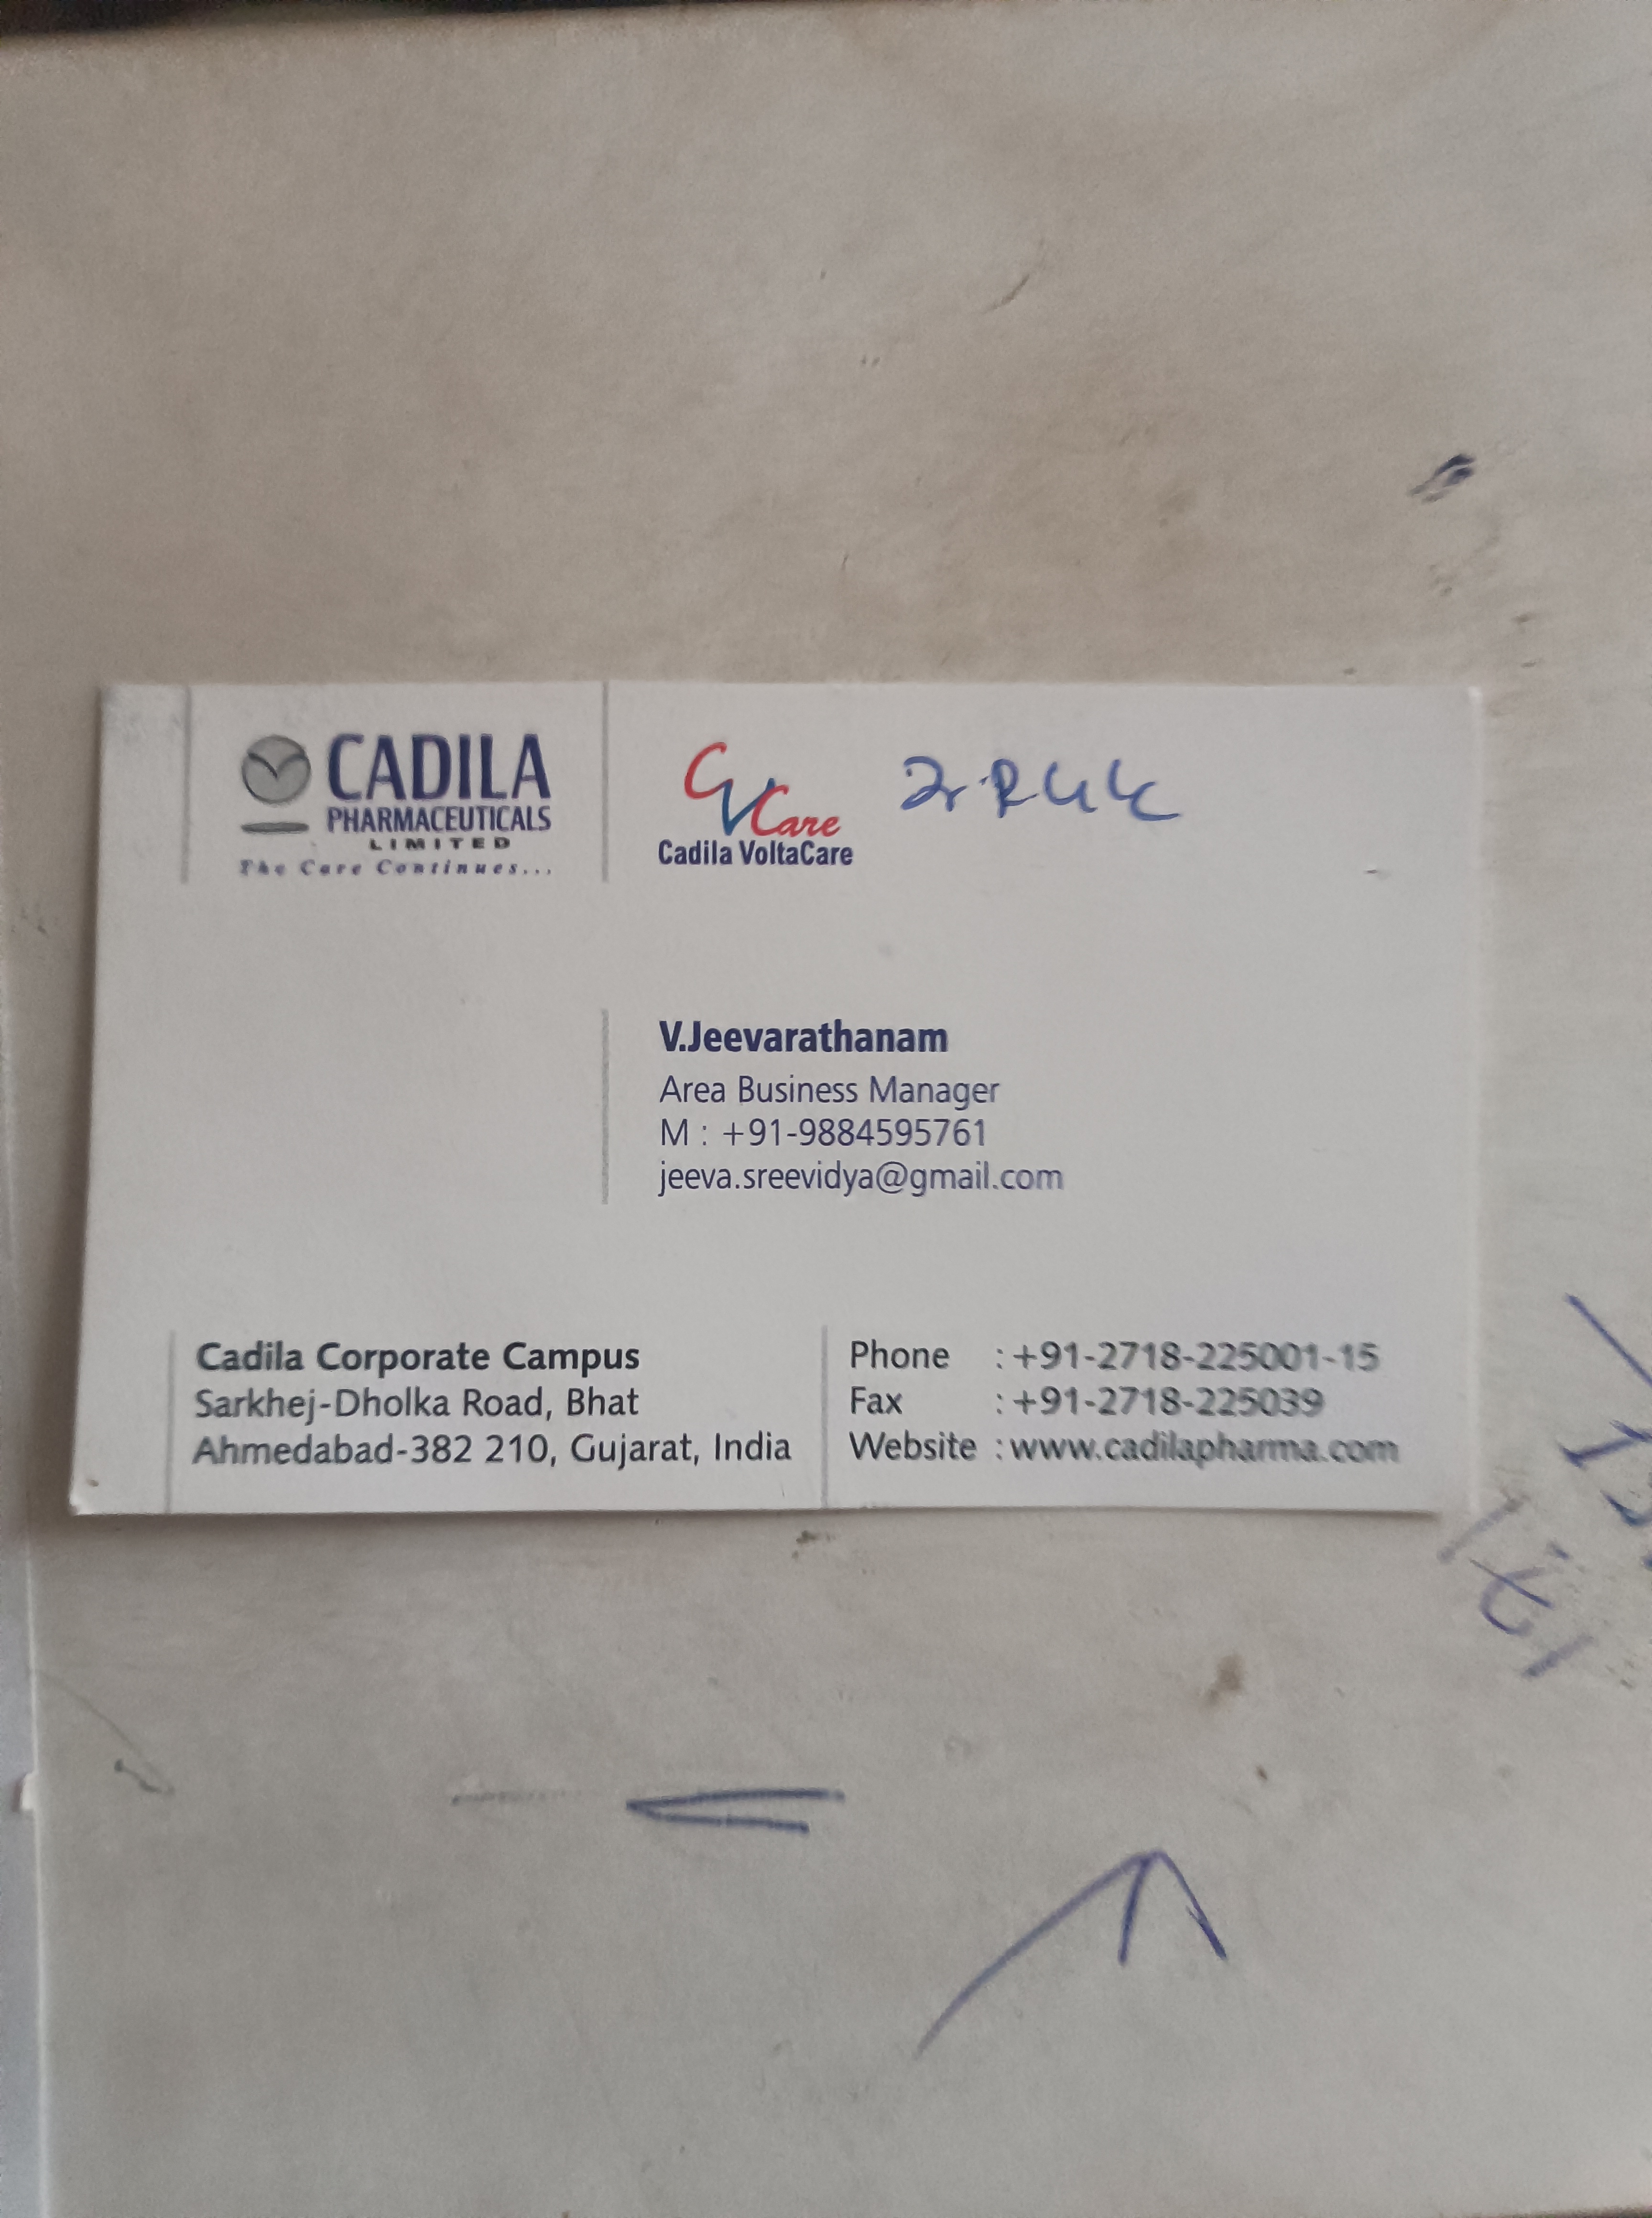 CADILA
PHARMACEUTICALS
LIMITED
The Care Continues...
CVCare
Cadila VoltaCare
V.Jeevarathanam
Area Business Manager
M : +91-9884595761
jeeva.sreevidya@gmail.com
Cadila Corporate Campus
Sarkhej-Dholka Road, Bhat
Ahmedabad-382 210, Gujarat, India
Phone : +91-2718-225001-15
Fax : +91-2718-225039
Website : www.cadilapharma.com